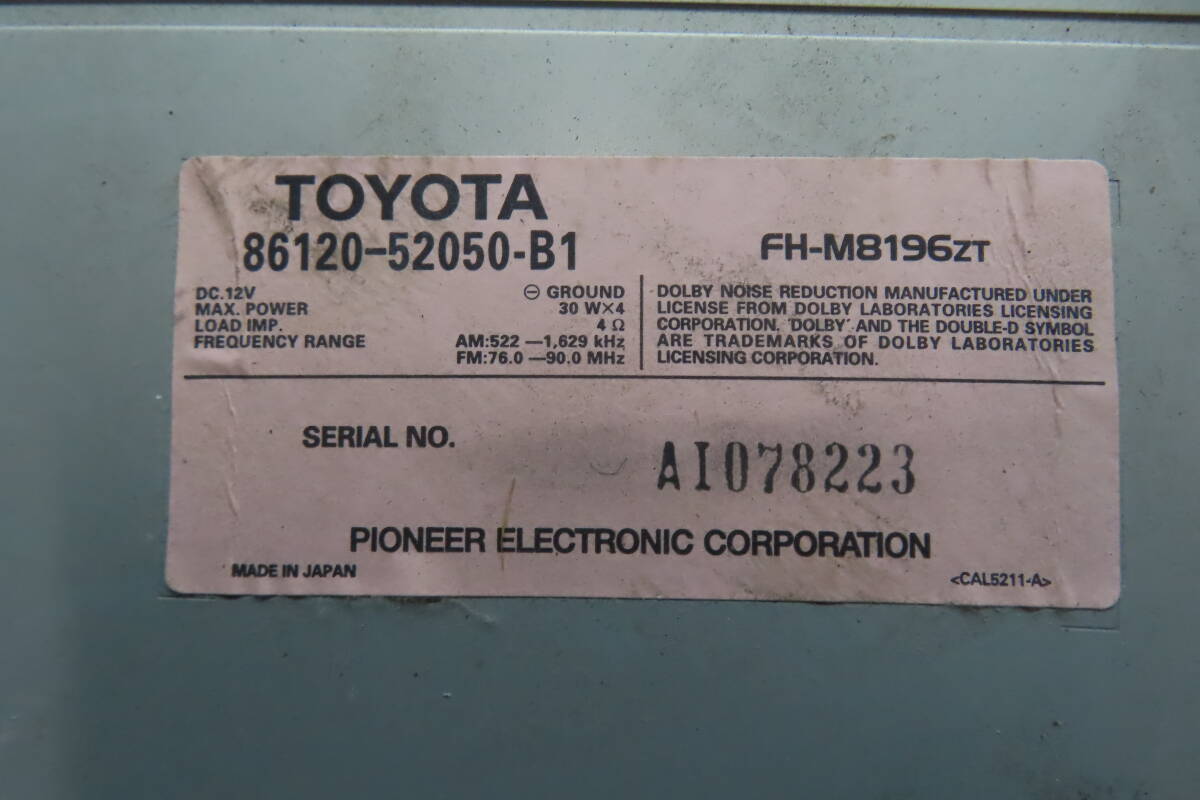 TOYOTA
86120-52050-B1
FH-M8196ZT
DC.12V ⊖ GROUND
MAX. POWER 30 W×4
LOAD IMP. 4 Ω
FREQUENCY RANGE AM:522 —1,629 kHz
FM:76.0 —90.0 MHz
DOLBY NOISE REDUCTION MANUFACTURED UNDER
LICENSE FROM DOLBY LABORATORIES LICENSING
CORPORATION. "DOLBY" AND THE DOUBLE-D SYMBOL
ARE TRADEMARKS OF DOLBY LABORATORIES
LICENSING CORPORATION.
SERIAL NO. AI078223
PIONEER ELECTRONIC CORPORATION
MADE IN JAPAN
<CAL5211-A>